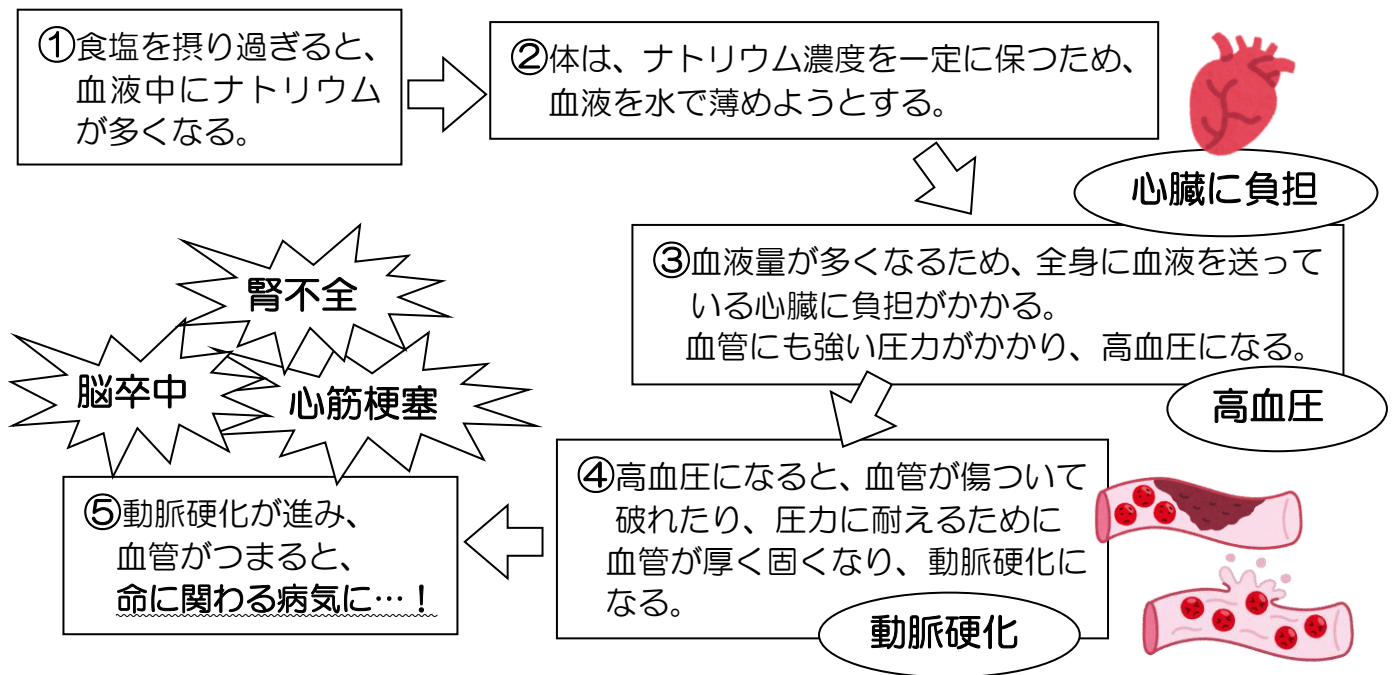 ①食塩を摂り過ぎると、
血液中にナトリウム
が多くなる。
②体は、ナトリウム濃度を一定に保つため、
血液を水で薄めようとする。
心臓に負担
③血液量が多くなるため、全身に血液を送って
いる心臓に負担がかかる。
血管にも強い圧力がかかり、高血圧になる。
高血圧
④高血圧になると、血管が傷ついて
破れたり、圧力に耐えるために
血管が厚く固くなり、動脈硬化に
なる。
動脈硬化
⑤動脈硬化が進み、
血管がつまると、
命に関わる病気に…！
腎不全
脳卒中
心筋梗塞